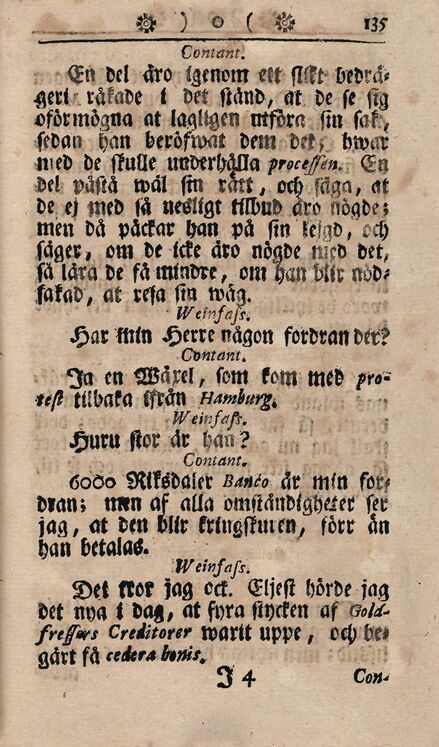 ) o ( 135
Contant.
En del äro igenom ett slikt bedrä-
geri råkade i det stånd, at de se sig
oförmögna at lagligen utföra sin sak,
sedan han beröfwat dem det, hwar
med de skulle underhålla processen. En
del påstå wäl sin rätt, och säga, at
de ej med så uesligt tilbud äro nögde;
men då päckar han på sin lejgd, och
säger, om de icke äro nögde med det,
så lära de få mindre, om han blir nöd-
sakad, at resa sin wäg.
Weinfass.
Har min Herre någon fordran der?
Contant.
Ja en Wäxel, som kom med pro-
test tilbaka ifrån Hamburg.
Weinfass.
Huru stor är han?
Contant.
6000 Riksdaler Banco är min for-
dran; men af alla omständigheter ser
jag, at den blir kringskuren, förr än
han betalas.
Weinfass.
Det tror jag ock. Eljest hörde jag
det nya i dag, at fyra stycken af Gold-
fressers Creditorer warit uppe, och be-
gärt få cedera bonis.
J 4 Con-